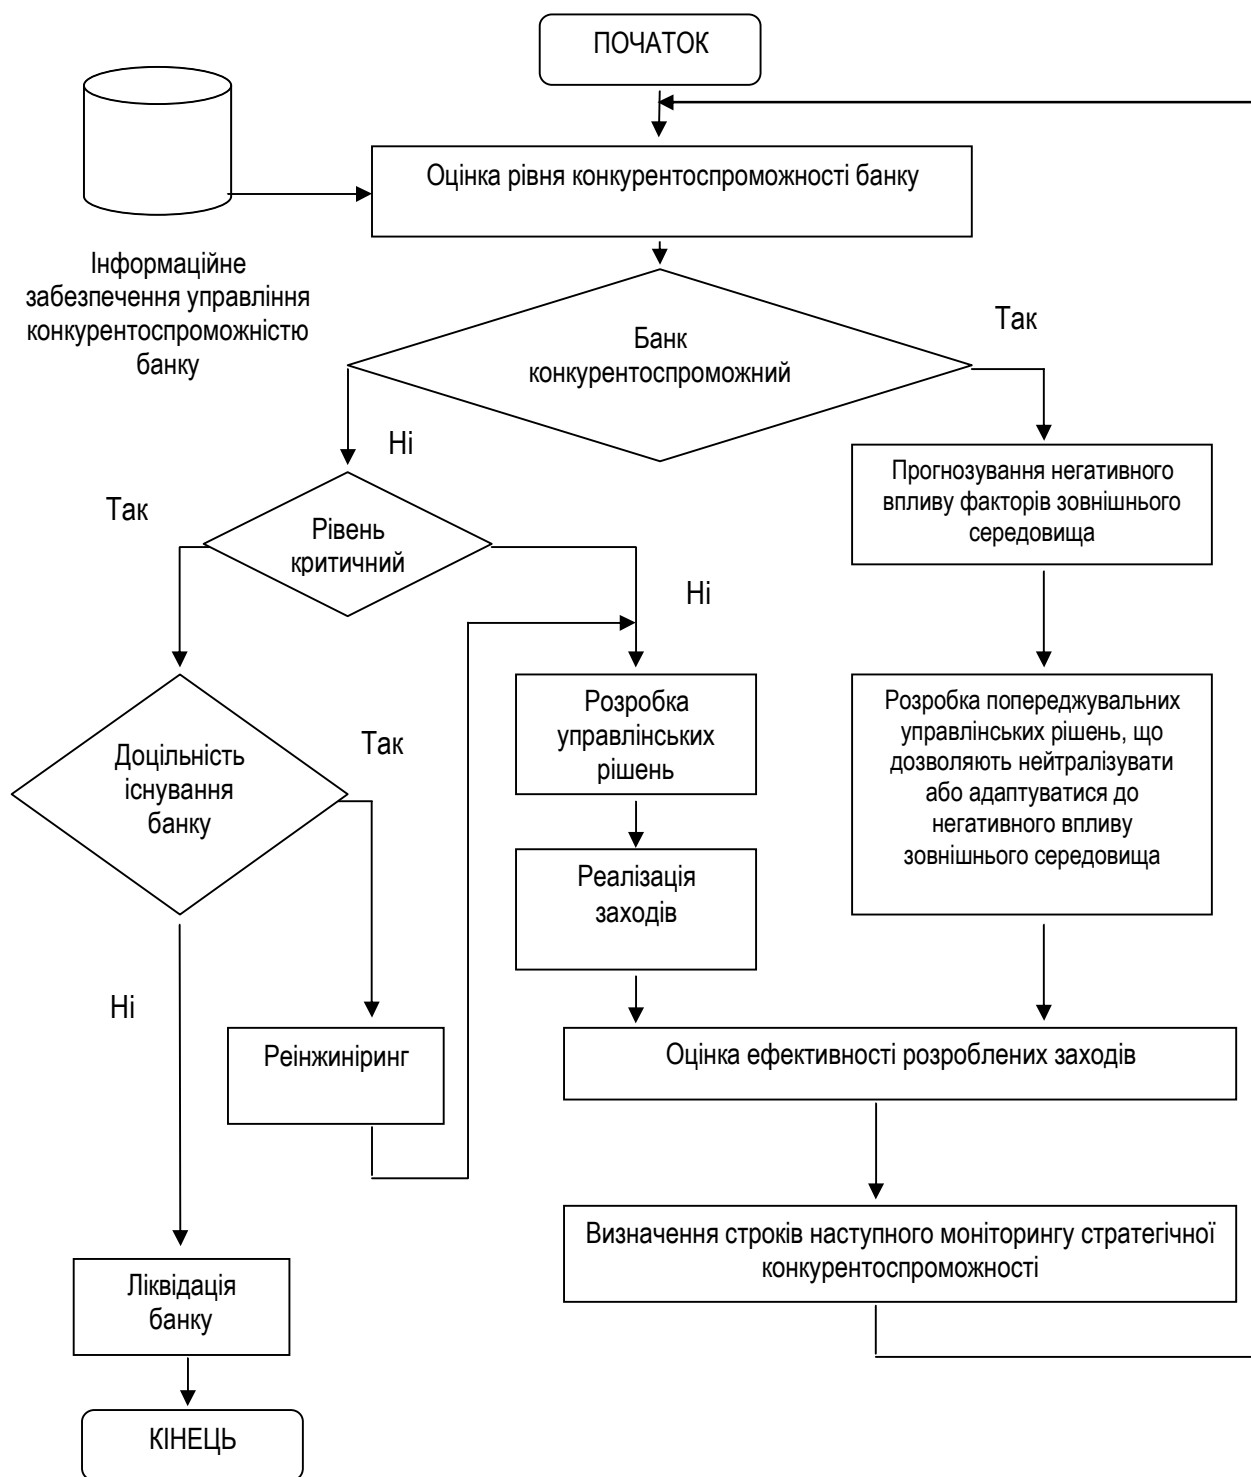 ПОЧАТОК
Оцінка рівня конкурентоспроможності банку
Інформаційне
забезпечення управління
конкурентоспроможністю
банку
Банк
конкурентоспроможний
Так
Ні
Прогнозування негативного
впливу факторів зовнішнього
середовища
Так
Рівень
критичний
Ні
Доцільність
існування
банку
Так
Розробка
управлінських
рішень
Розробка попереджувальних
управлінських рішень, що
дозволяють нейтралізувати
або адаптуватися до
негативного впливу
зовнішнього середовища
Реалізація
заходів
Ні
Реінжиніринг
Оцінка ефективності розроблених заходів
Визначення строків наступного моніторингу стратегічної
конкурентоспроможності
Ліквідація
банку
КІНЕЦЬ